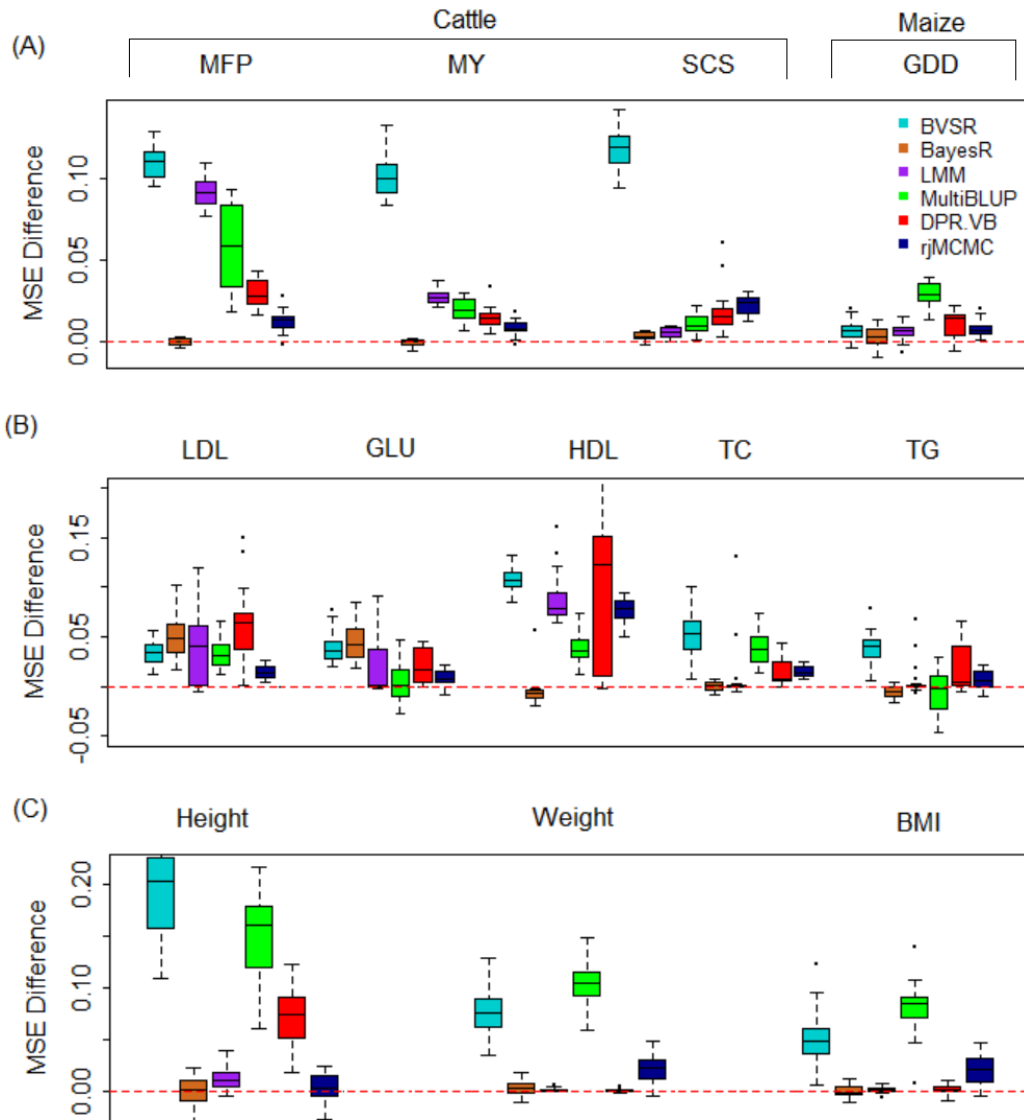 Cattle Maize
(A)
MFP MY SCS GDD
BVSR
BayesR
LMM
MultiBLUP
DPR.VB
rjMCMC
MSE Difference
0.10
0.05
0.00
(B)
LDL GLU HDL TC TG
MSE Difference
0.15
0.05
-0.05
(C)
Height Weight BMI
MSE Difference
0.20
0.10
0.00